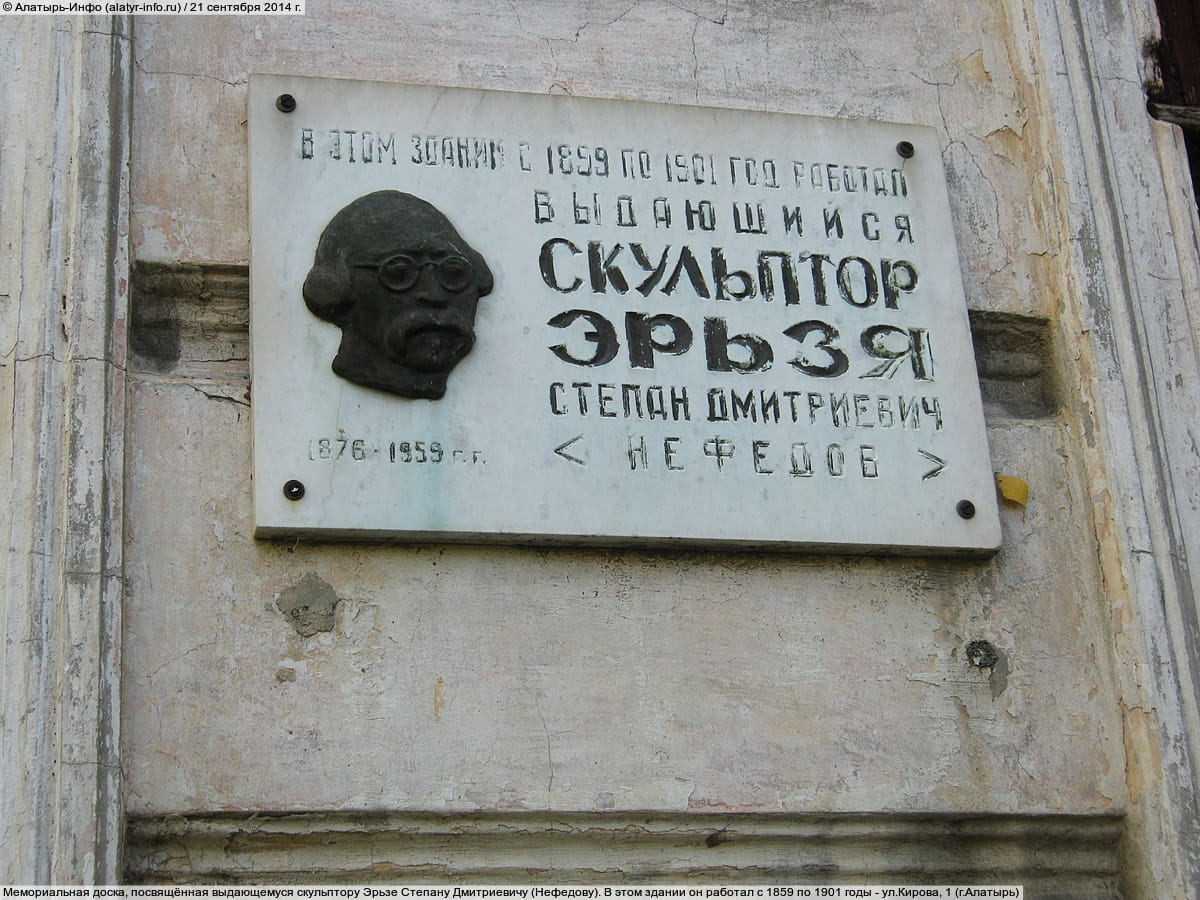 © Алатырь-Инфо (alatyr-info.ru) / 21 сентября 2014 г.
В ЭТОМ ЗДАНИИ С 1859 ПО 1901 ГОД РАБОТАЛ
ВЫДАЮЩИЙСЯ
СКУЛЬПТОР
ЭРЬЗЯ
СТЕПАН ДМИТРИЕВИЧ
< НЕФЕДОВ >
1876 - 1959 г.г.
Мемориальная доска, посвящённая выдающемуся скульптору Эрьзе Степану Дмитриевичу (Нефедову). В этом здании он работал с 1859 по 1901 годы - ул.Кирова, 1 (г.Алатырь)